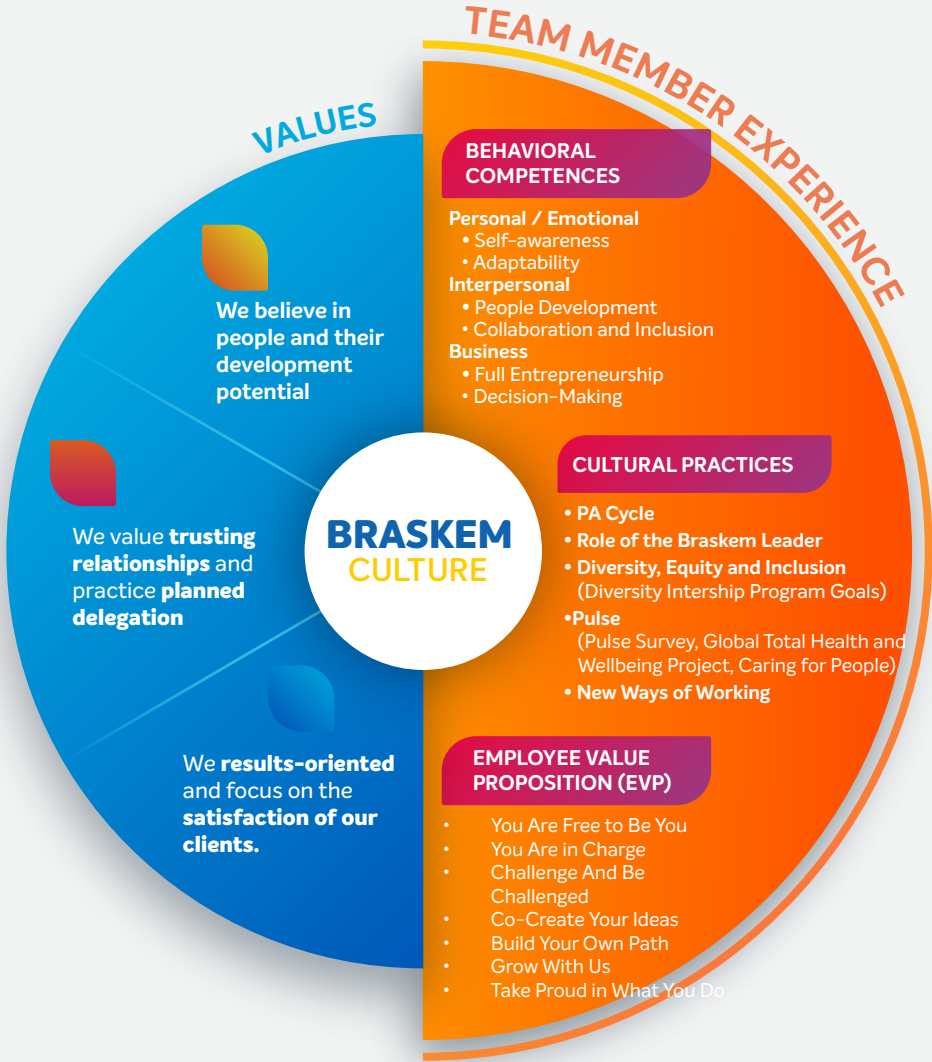 TEAM MEMBER EXPERIENCE
VALUES
We believe in
people and their
development
potential
We value trusting
relationships and
practice planned
delegation
We results-oriented
and focus on the
satisfaction of our
clients.
BRASKEM
CULTURE
BEHAVIORAL
COMPETENCES
Personal / Emotional
• Self-awareness
• Adaptability
Interpersonal
• People Development
• Collaboration and Inclusion
Business
• Full Entrepreneurship
• Decision-Making
CULTURAL PRACTICES
• PA Cycle
• Role of the Braskem Leader
• Diversity, Equity and Inclusion
(Diversity Intership Program Goals)
•Pulse
(Pulse Survey, Global Total Health and
Wellbeing Project, Caring for People)
• New Ways of Working
EMPLOYEE VALUE
PROPOSITION (EVP)
• You Are Free to Be You
• You Are in Charge
• Challenge And Be
Challenged
• Co-Create Your Ideas
• Build Your Own Path
• Grow With Us
• Take Proud in What You Do